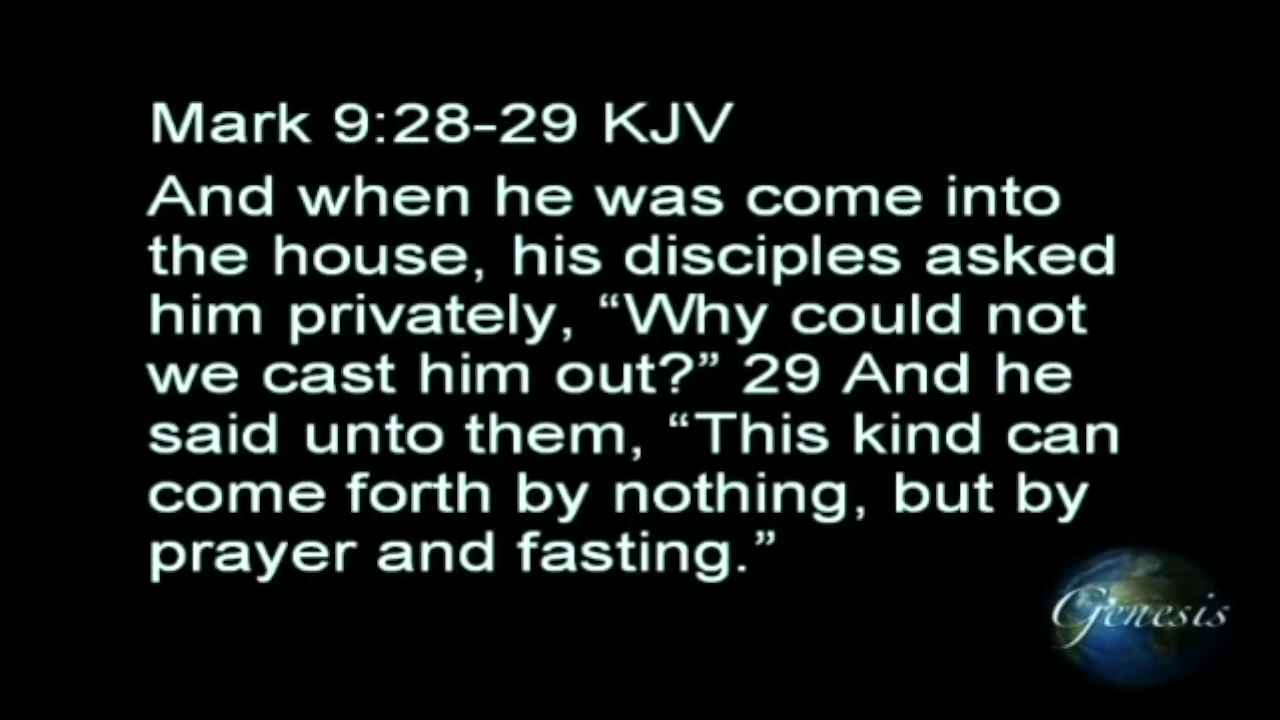 Mark 9:28-29 KJV
And when he was come into
the house, his disciples asked
him privately, “Why could not
we cast him out?” 29 And he
said unto them, “This kind can
come forth by nothing, but by
prayer and fasting.”
Genesis